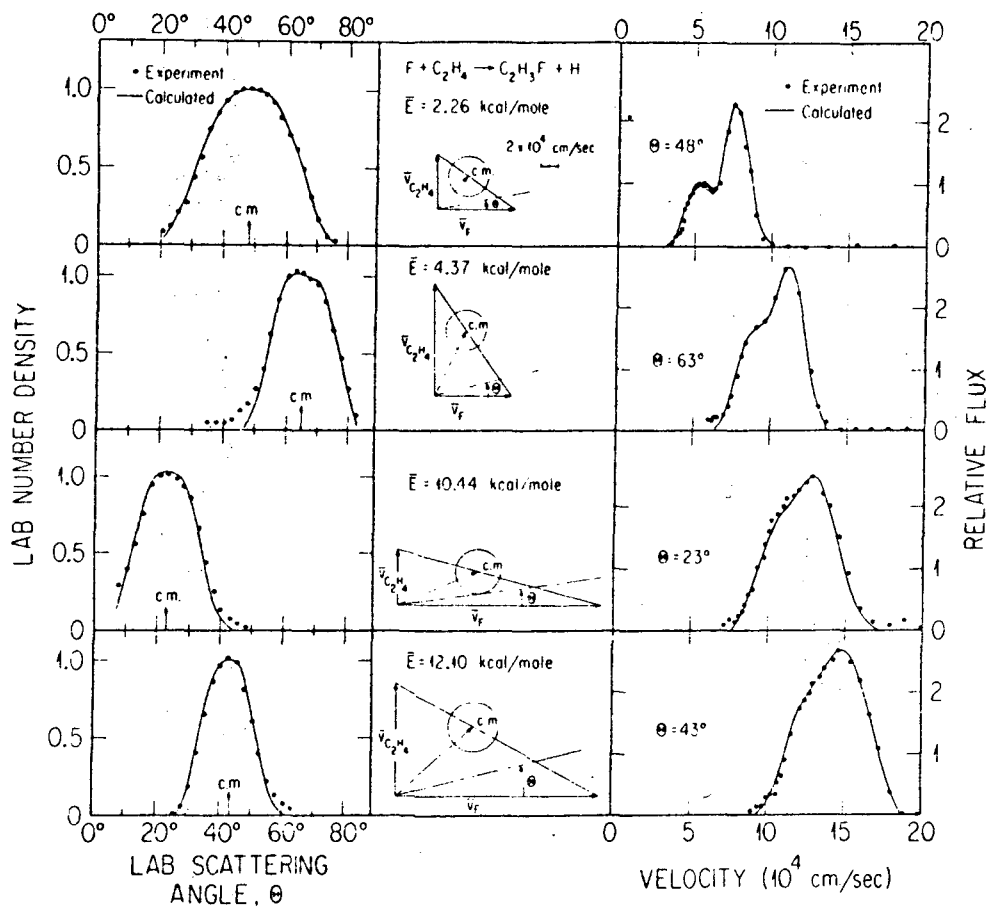 0° 20° 40° 60° 80°
0 5 10 15 20
• Experiment
— Calculated
F + C2H4 → C2H3F + H
Ē = 2.26 kcal/mole
2 × 10⁴ cm/sec
c.m.
V̄C2H4
Θ
V̄F
• Experiment
— Calculated
Θ = 48°
1.0
0.5
0
c.m
2
1
0
Ē = 4.37 kcal/mole
c.m.
V̄C2H4
Θ
V̄F
Θ = 63°
1.0
0.5
0
c.m
2
1
0
Ē = 10.44 kcal/mole
c.m.
V̄C2H4
Θ
V̄F
Θ = 23°
1.0
0.5
0
c.m.
2
1
0
Ē = 12.10 kcal/mole
c.m
V̄C2H4
Θ
V̄F
Θ = 43°
1.0
0.5
0
c.m
2
1
LAB NUMBER DENSITY
RELATIVE FLUX
0° 20° 40° 60° 80°
0 5 10 15 20
LAB SCATTERING
ANGLE, Θ
VELOCITY (10⁴ cm/sec)